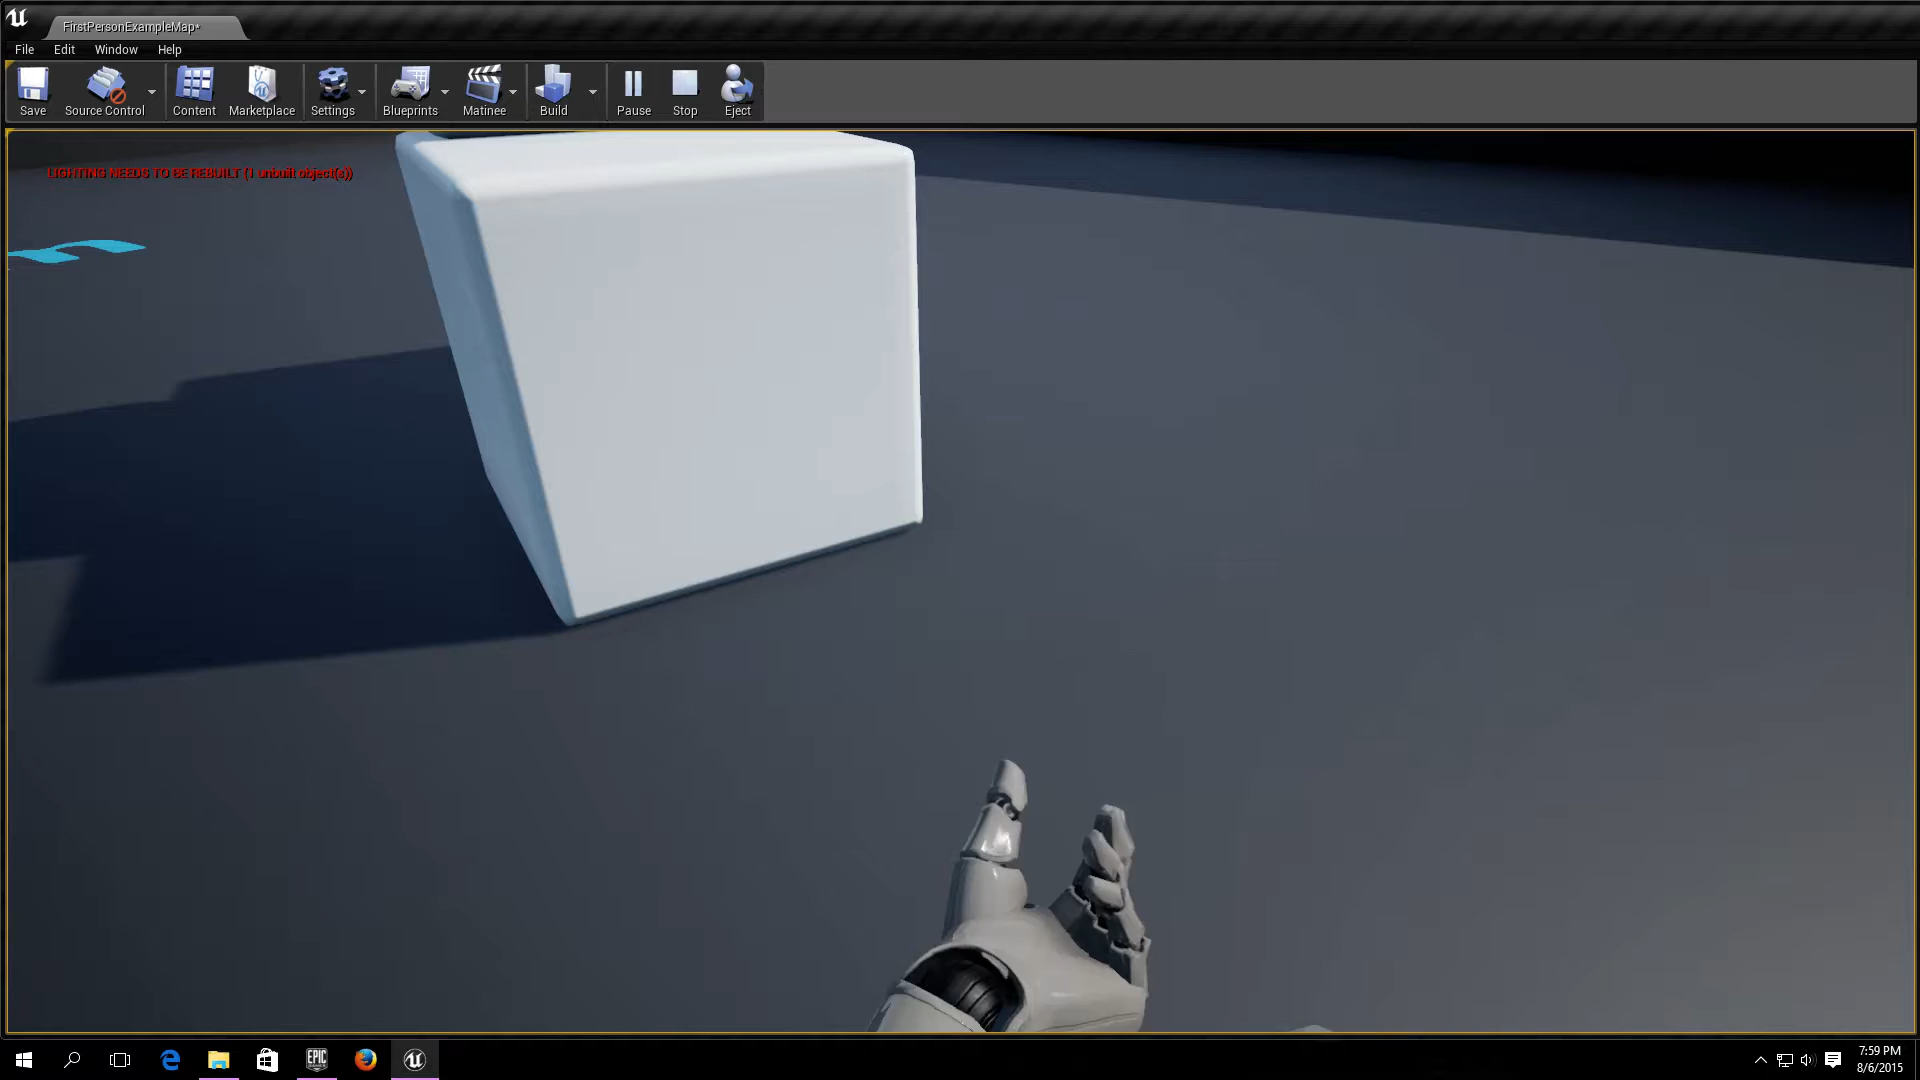 FirstPersonExampleMap*
File Edit Window Help
Save Source Control Content Marketplace Settings Blueprints Matinee Build Pause Stop Eject
LIGHTING NEEDS TO BE REBUILT (1 unbuilt object(s))
EPIC GAMES
7:59 PM
8/6/2015